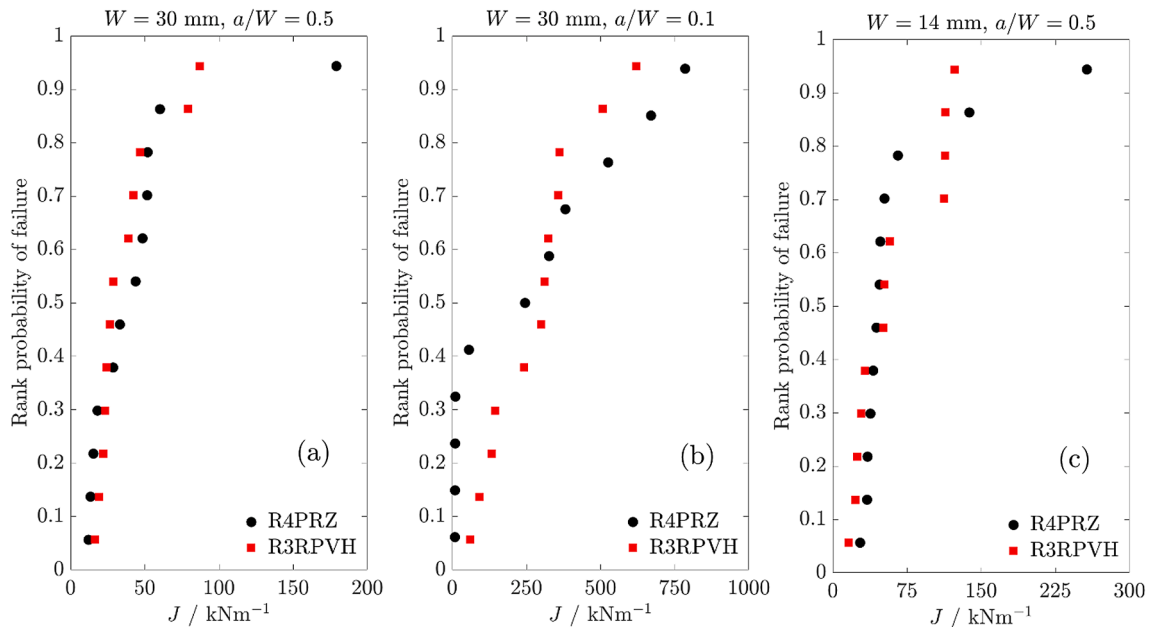 W = 30 mm, a/W = 0.5
Rank probability of failure
1
0.9
0.8
0.7
0.6
0.5
0.4
0.3
0.2
0.1
0
(a)
R4PRZ
R3RPVH
0 50 100 150 200
J / kNm⁻¹
W = 30 mm, a/W = 0.1
Rank probability of failure
1
0.9
0.8
0.7
0.6
0.5
0.4
0.3
0.2
0.1
0
(b)
R4PRZ
R3RPVH
0 250 500 750 1000
J / kNm⁻¹
W = 14 mm, a/W = 0.5
Rank probability of failure
1
0.9
0.8
0.7
0.6
0.5
0.4
0.3
0.2
0.1
0
(c)
R4PRZ
R3RPVH
0 75 150 225 300
J / kNm⁻¹